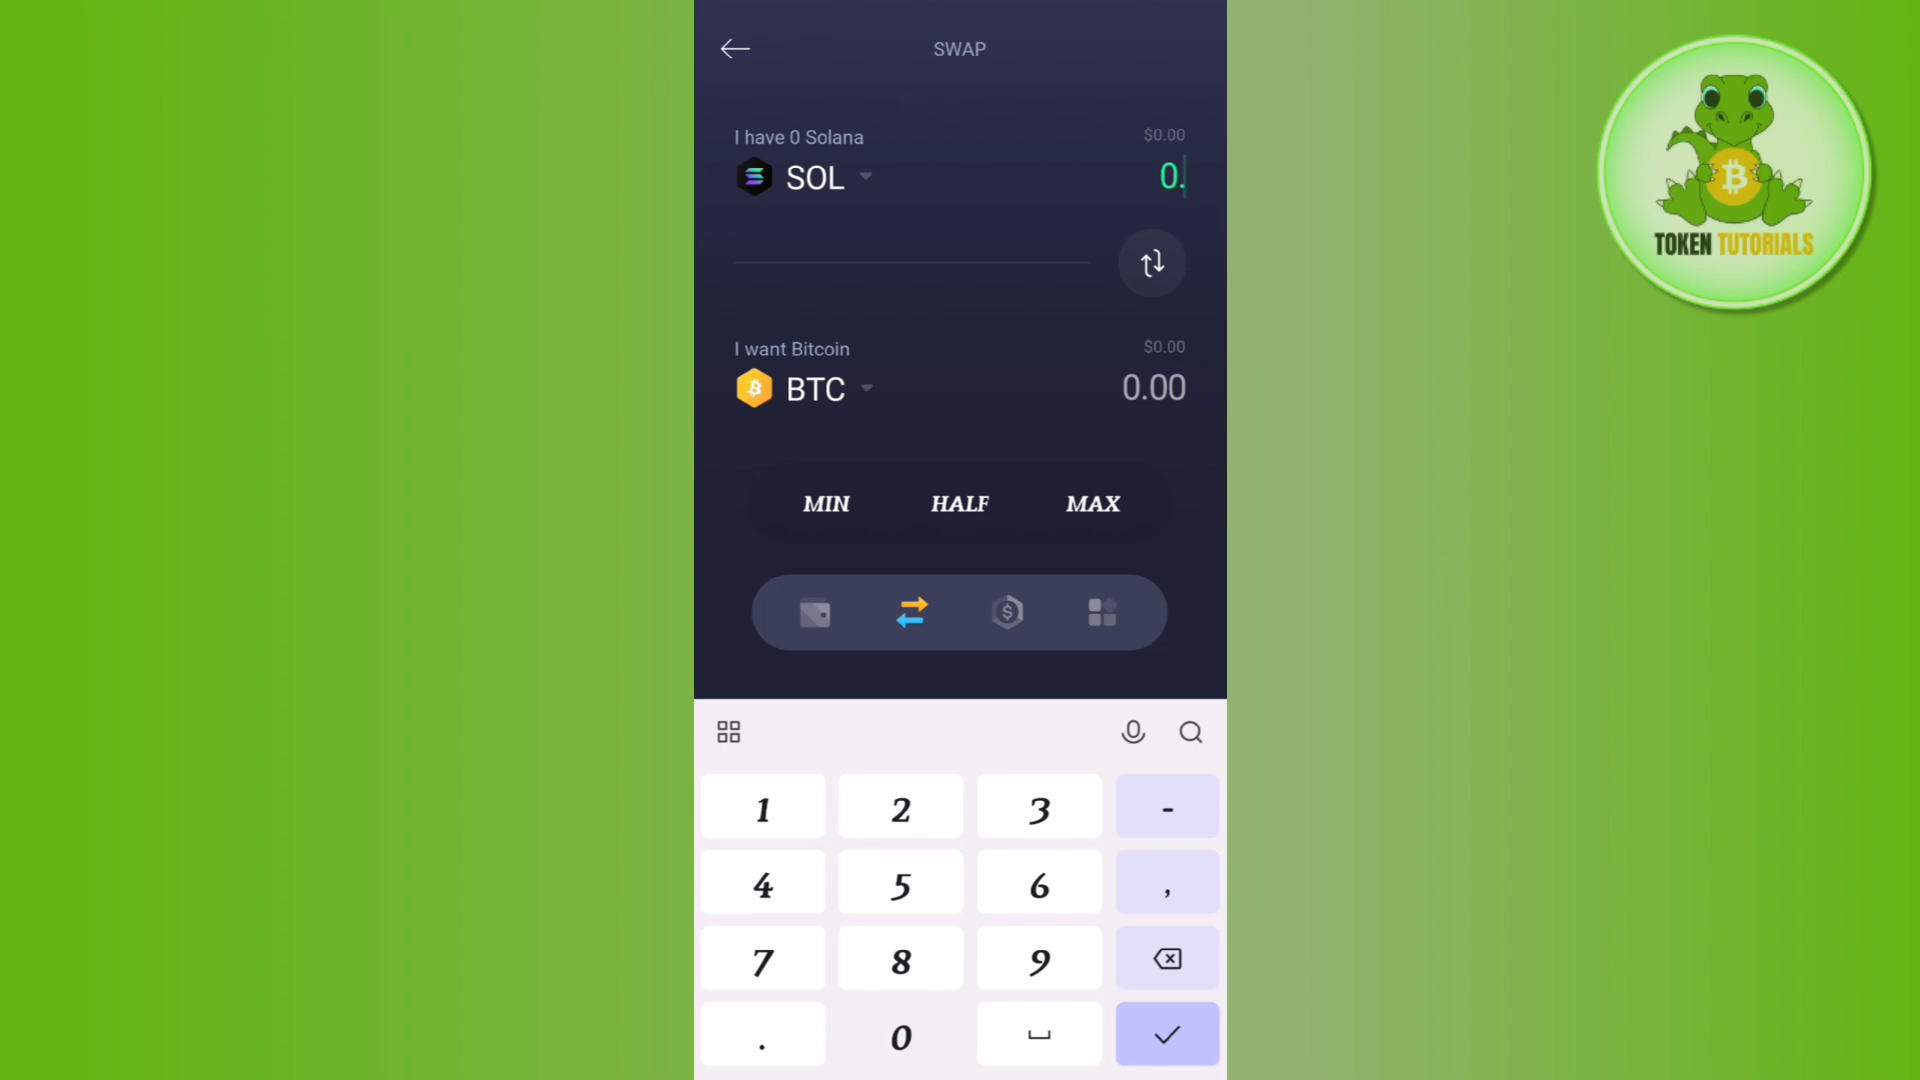 SWAP
I have 0 Solana
$0.00
SOL
0.
I want Bitcoin
$0.00
BTC
0.00
MIN HALF MAX
1 2 3 -
4 5 6 ,
7 8 9
. 0
TOKEN TUTORIALS